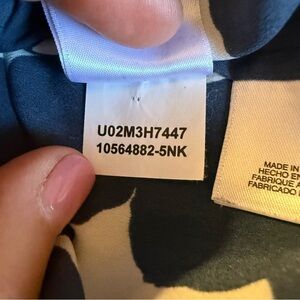 U02M3H7447
10564882-5NK
MADE IN
HECHO EN
FABRIQUE A
FABRICADO